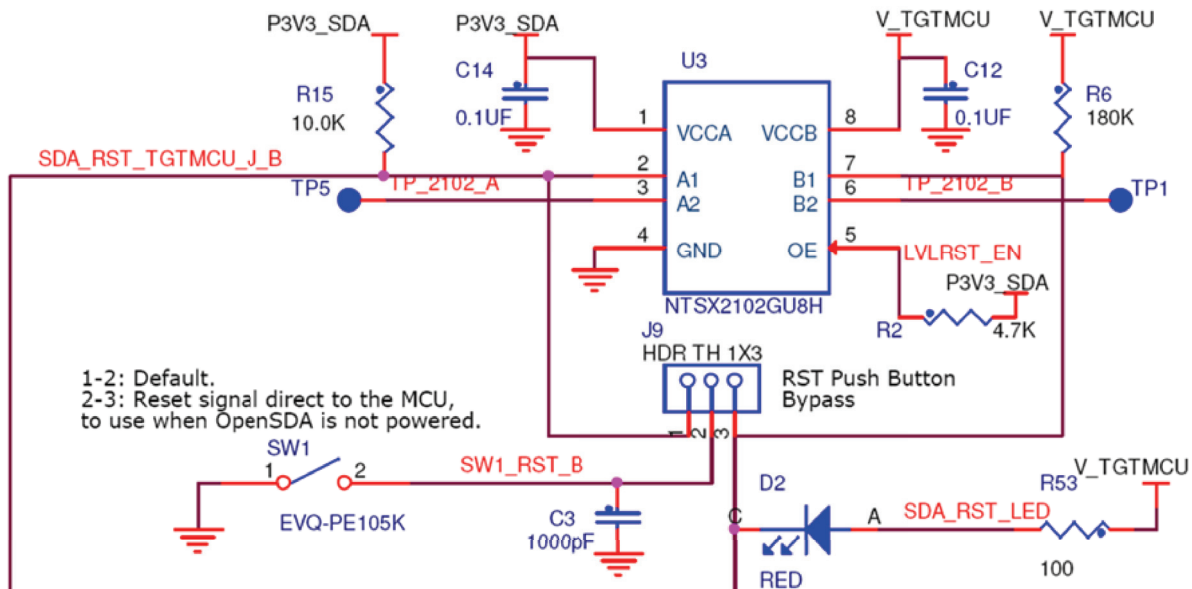 P3V3_SDA
P3V3_SDA
V_TGTMCU
V_TGTMCU
U3
C14
0.1UF
C12
0.1UF
R15
10.0K
R6
180K
1
VCCA
VCCB
8
SDA_RST_TGTMCU_J_B
2
A1
B1
7
TP5
TP_2102_A
3
A2
B2
6
TP_2102_B
TP1
4
GND
OE
5
LVLRST_EN
P3V3_SDA
NTSX2102GU8H
R2
4.7K
J9
HDR TH 1X3
1-2: Default.
2-3: Reset signal direct to the MCU,
to use when OpenSDA is not powered.
RST Push Button
Bypass
1
2
3
SW1
1
2
SW1_RST_B
EVQ-PE105K
C3
1000pF
D2
C
A
RED
SDA_RST_LED
R53
100
V_TGTMCU